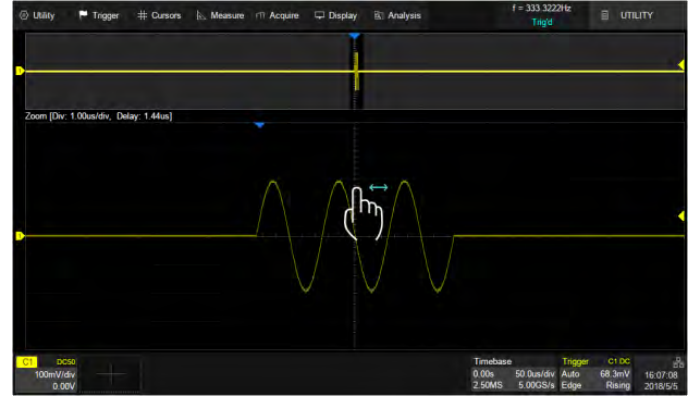 Utility Trigger Cursors Measure Acquire Display Analysis f = 333.3222Hz UTILITY
Trig'd
1
Zoom [Div: 1.00us/div, Delay: 1.44us]
1
C1 DC50
100mV/div
0.00V
Timebase
0.00s 50.0us/div
2.50MS 5.00GS/s
Trigger C1 DC
Auto 68.3mV
Edge Rising
16:07:08
2018/5/5